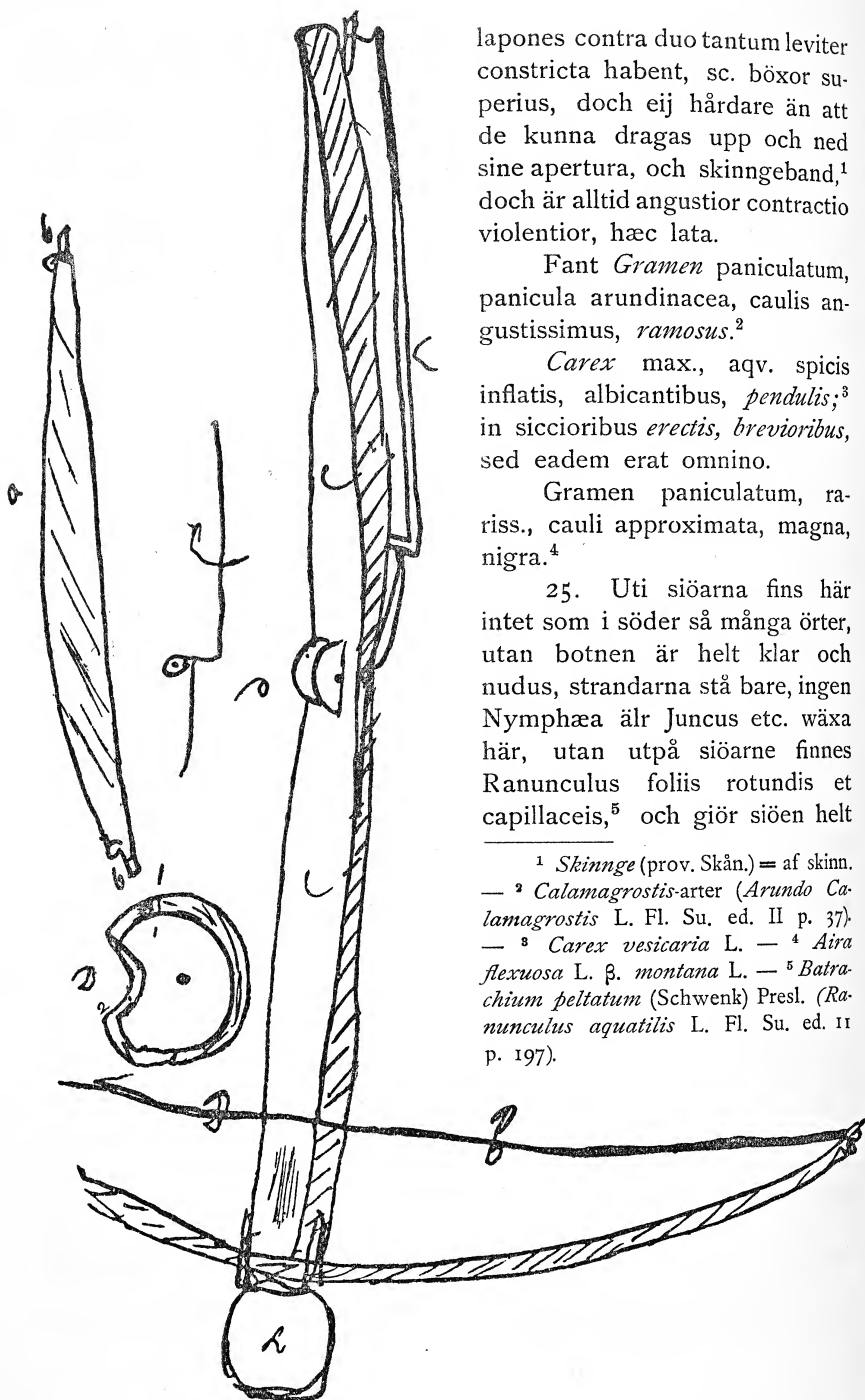 lapones contra duo tantum leviter
constricta habent, sc. böxor su-
perius, doch eij hårdare än att
de kunna dragas upp och ned
sine apertura, och skinngeband,¹
doch är alltid angustior contractio
violentior, hæc lata.
Fant Gramen paniculatum,
panicula arundinacea, caulis an-
gustissimus, ramosus.²
Carex max., aqv. spicis
inflatis, albicantibus, pendulis;³
in siccioribus erectis, brevioribus,
sed eadem erat omnino.
Gramen paniculatum, ra-
riss., cauli approximata, magna,
nigra.⁴
25. Uti siöarna fins här
intet som i söder så många örter,
utan botnen är helt klar och
nudus, strandarna stå bare, ingen
Nymphæa älr Juncus etc. wäxa
här, utan utpå siöarne finnes
Ranunculus foliis rotundis et
capillaceis,⁵ och giör siöen helt
¹ Skinnge (prov. Skån.) = af skinn.
— ² Calamagrostis-arter (Arundo Ca-
lamagrostis L. Fl. Su. ed. II p. 37).
— ³ Carex vesicaria L. — ⁴ Aira
flexuosa L. β. montana L. — ⁵ Batra-
chium peltatum (Schwenk) Presl. (Ra-
nunculus aquatilis L. Fl. Su. ed. II
p. 197).